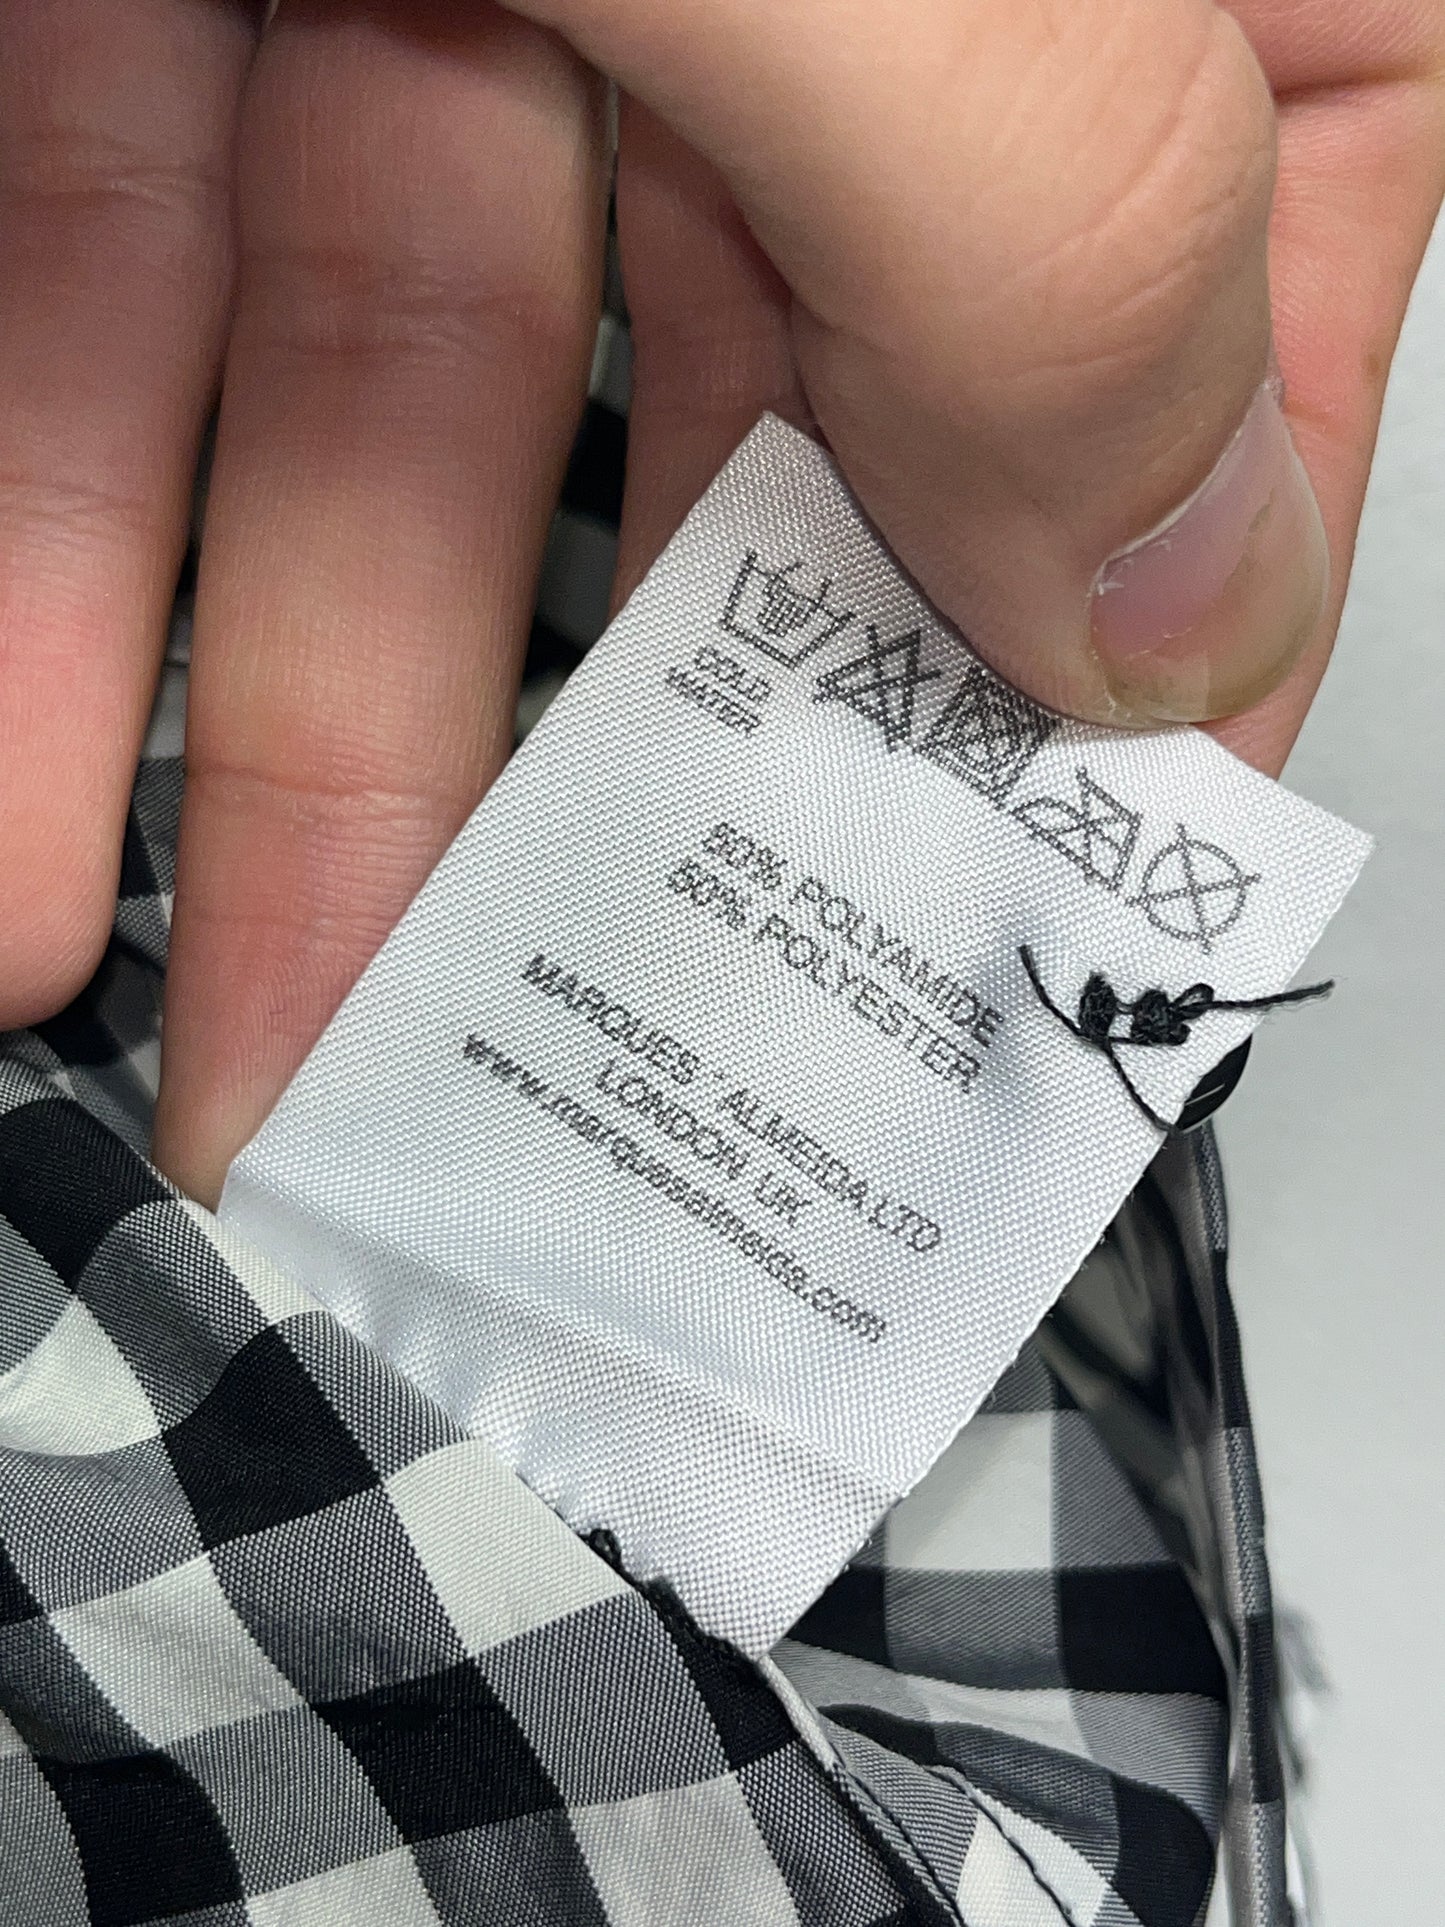 COLD
WATER
50% POLYAMIDE
50% POLYESTER
MARQUES ' ALMEIDA LTD
LONDON UK
www.marquesalmeida.com